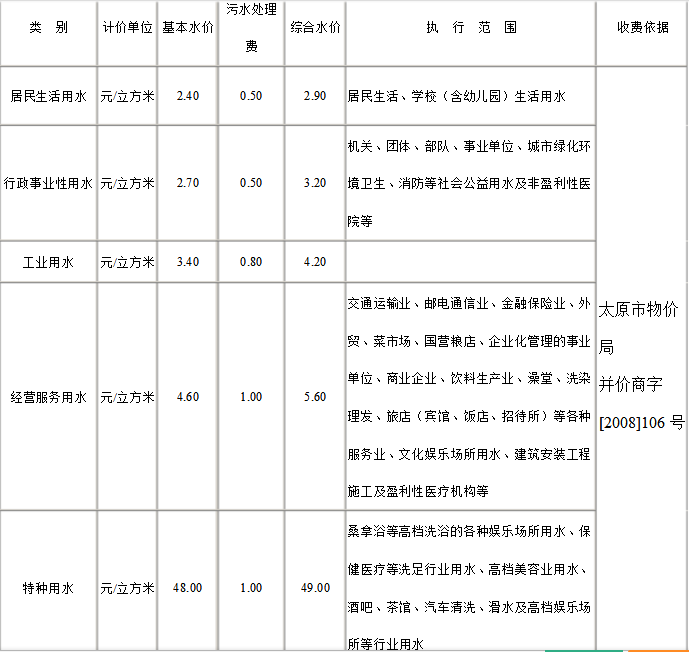 类 别 计价单位 基本水价 污水处理费 综合水价 执 行 范 围 收费依据
居民生活用水 元/立方米 2.40 0.50 2.90 居民生活、学校（含幼儿园）生活用水
行政事业性用水 元/立方米 2.70 0.50 3.20
机关、团体、部队、事业单位、城市绿化环
境卫生、消防等社会公益用水及非盈利性医
院等
工业用水 元/立方米 3.40 0.80 4.20
经营服务用水 元/立方米 4.60 1.00 5.60
交通运输业、邮电通信业、金融保险业、外
贸、菜市场、国营粮店、企业化管理的事业
单位、商业企业、饮料生产业、澡堂、洗染
理发、旅店（宾馆、饭店、招待所）等各种
服务业、文化娱乐场所用水、建筑安装工程
施工及盈利性医疗机构等
特种用水 元/立方米 48.00 1.00 49.00
桑拿浴等高档洗浴的各种娱乐场所用水、保
健医疗等洗足行业用水、高档美容业用水、
酒吧、茶馆、汽车清洗、滑水及高档娱乐场
所等行业用水
太原市物价
局
并价商字
[2008]106 号